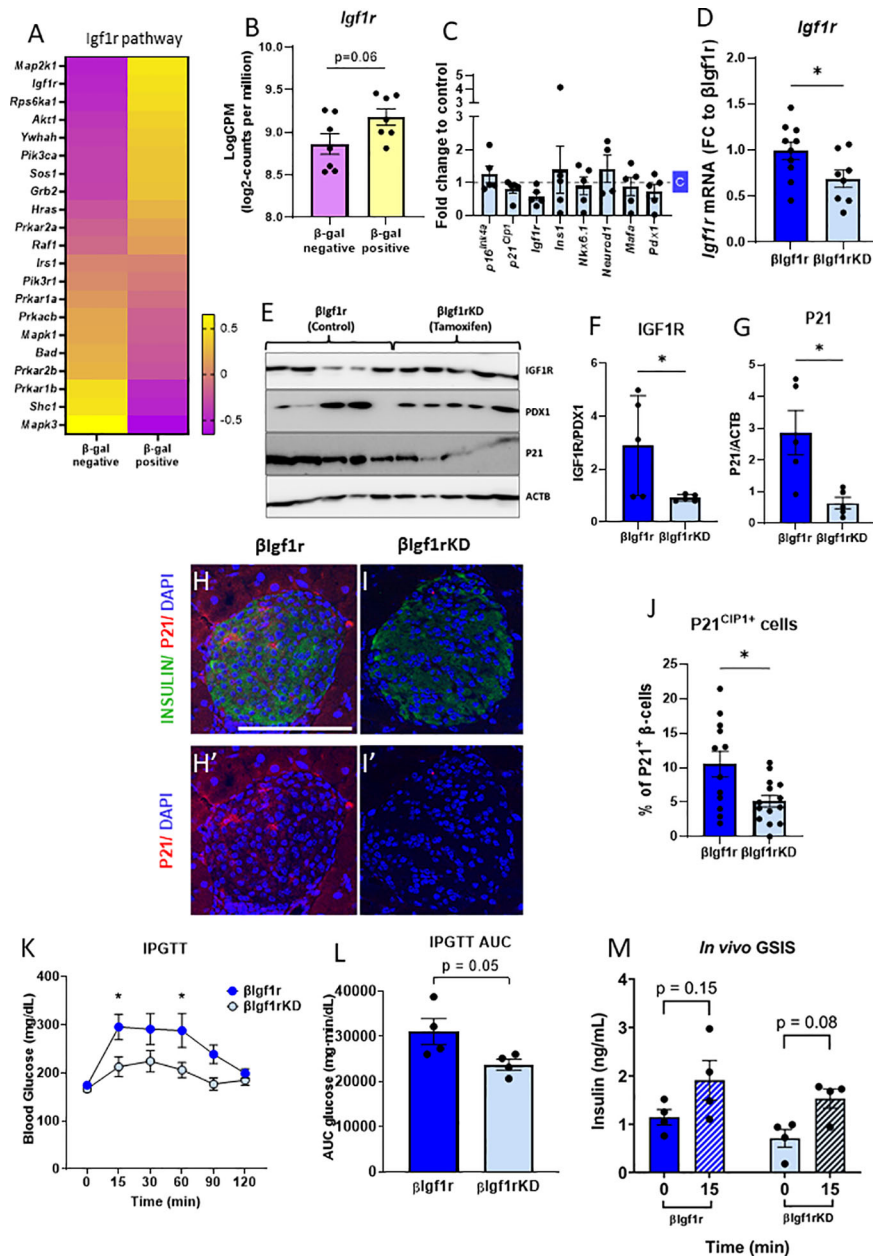 A
Igf1r pathway
Map2k1
Igf1r
Rps6ka1
Akt1
Ywhah
Pik3ca
Sos1
Grb2
Hras
Prkar2a
Raf1
Irs1
Pik3r1
Prkar1a
Prkacb
Mapk1
Bad
Prkar2b
Prkar1b
Shc1
Mapk3
β-gal negative
β-gal positive
0.5
0
-0.5
B
Igf1r
p=0.06
LogCPM
(log2-counts per million)
10.0
9.5
9.0
8.5
8.0
β-gal negative
β-gal positive
C
Fold change to control
5
4
3
2
2
1
0
C
p16ink4a
p21Cip1
Igf1r
Ins1
Nkx6.1
Neurod1
Mafa
Pdx1
D
Igf1r
*
Igf1r mRNA (FC to βIgf1r)
2.0
1.5
1.0
0.5
0.0
βIgf1r
βIgf1rKD
E
βIgf1r
(Control)
βIgf1rKD
(Tamoxifen)
IGF1R
PDX1
P21
ACTB
F
IGF1R
*
IGF1R/PDX1
6
4
2
0
βIgf1r
βIgf1rKD
G
P21
*
P21/ACTB
6
5
4
3
2
1
0
βIgf1r
βIgf1rKD
βIgf1r
βIgf1rKD
H
I
INSULIN/ P21/ DAPI
H'
I'
P21/ DAPI
J
P21CIP1+ cells
*
% of P21+ β-cells
25
20
15
10
5
0
βIgf1r
βIgf1rKD
K
IPGTT
βIgf1r
βIgf1rKD
* *
Blood Glucose (mg/dL)
400
300
200
100
0
0 15 30 60 90 120
Time (min)
L
IPGTT AUC
p = 0.05
AUC glucose (mg·min/dL)
40000
30000
20000
10000
0
βIgf1r
βIgf1rKD
M
In vivo GSIS
p = 0.15
p = 0.08
Insulin (ng/mL)
4
3
2
1
0
0 15 0 15
βIgf1r
βIgf1rKD
Time (min)